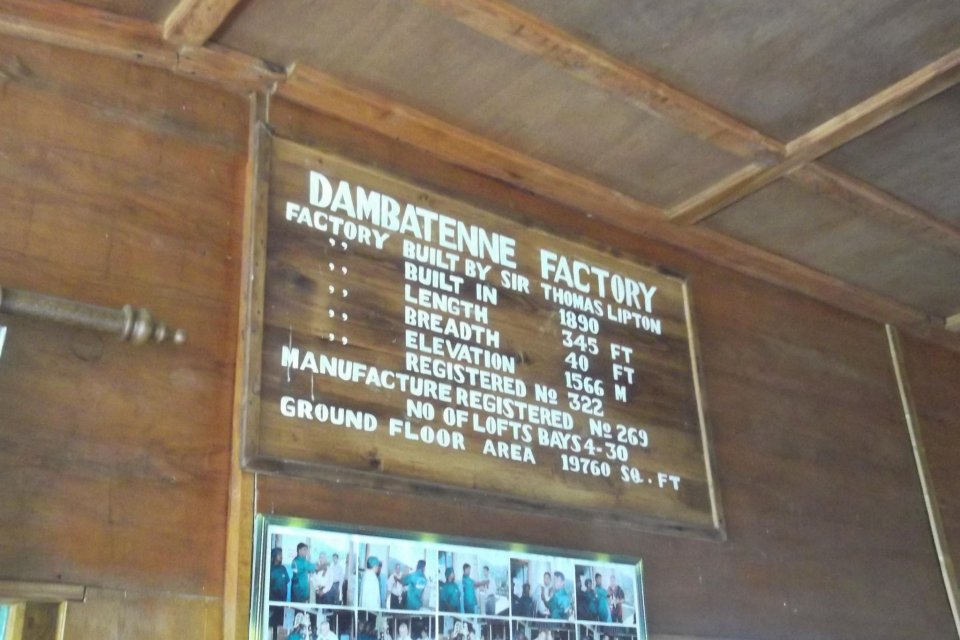 DAMBATENNE FACTORY
FACTORY BUILT BY SIR THOMAS LIPTON
,, BUILT IN 1890
,, LENGTH 345 FT
,, BREADTH 40 FT
,, ELEVATION 1566 M
,, REGISTERED Nº 322
MANUFACTURE REGISTERED Nº 269
NO OF LOFTS BAYS 4-30
GROUND FLOOR AREA 19760 SQ. FT